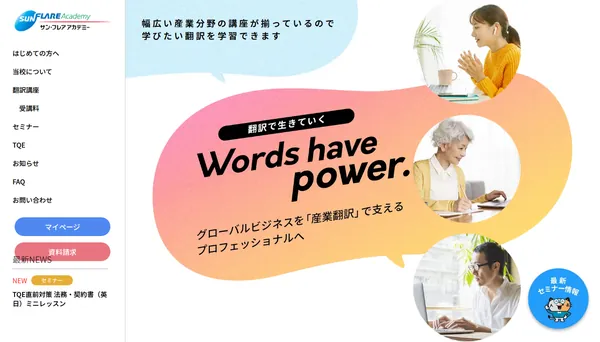 SUN FLARE Academy
サン・フレア アカデミー
はじめての方へ
当校について
翻訳講座
受講料
セミナー
TQE
お知らせ
FAQ
お問い合わせ
マイページ
資料請求
最新NEWS
NEW セミナー
TQE直前対策 法務・契約書（英
日）ミニレッスン
幅広い産業分野の講座が揃っているので
学びたい翻訳を学習できます
翻訳で生きていく
Words have
power.
グローバルビジネスを「産業翻訳」で支える
プロフェッショナルへ
最新
セミナー情報